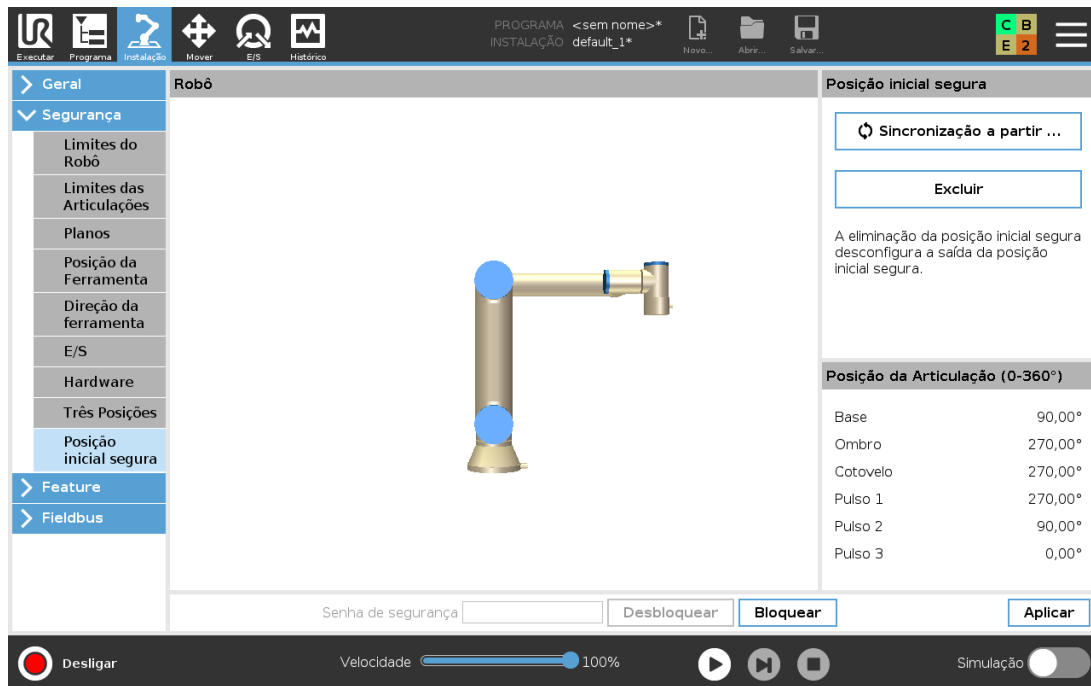 PROGRAMA <sem nome>*
INSTALAÇÃO default_1*
Executar
Programa
Instalação
Mover
E/S
Histórico
Novo...
Abrir...
Salvar...
C B
E 2
Geral
Segurança
Limites do
Robô
Limites das
Articulações
Planos
Posição da
Ferramenta
Direção da
ferramenta
E/S
Hardware
Três Posições
Posição
inicial segura
Feature
Fieldbus
Robô
Posição inicial segura
Sincronização a partir ...
Excluir
A eliminação da posição inicial segura
desconfigura a saída da posição
inicial segura.
Posição da Articulação (0-360°)
Base 90,00°
Ombro 270,00°
Cotovelo 270,00°
Pulso 1 270,00°
Pulso 2 90,00°
Pulso 3 0,00°
Senha de segurança
Desbloquear
Bloquear
Aplicar
Desligar
Velocidade 100%
Simulação